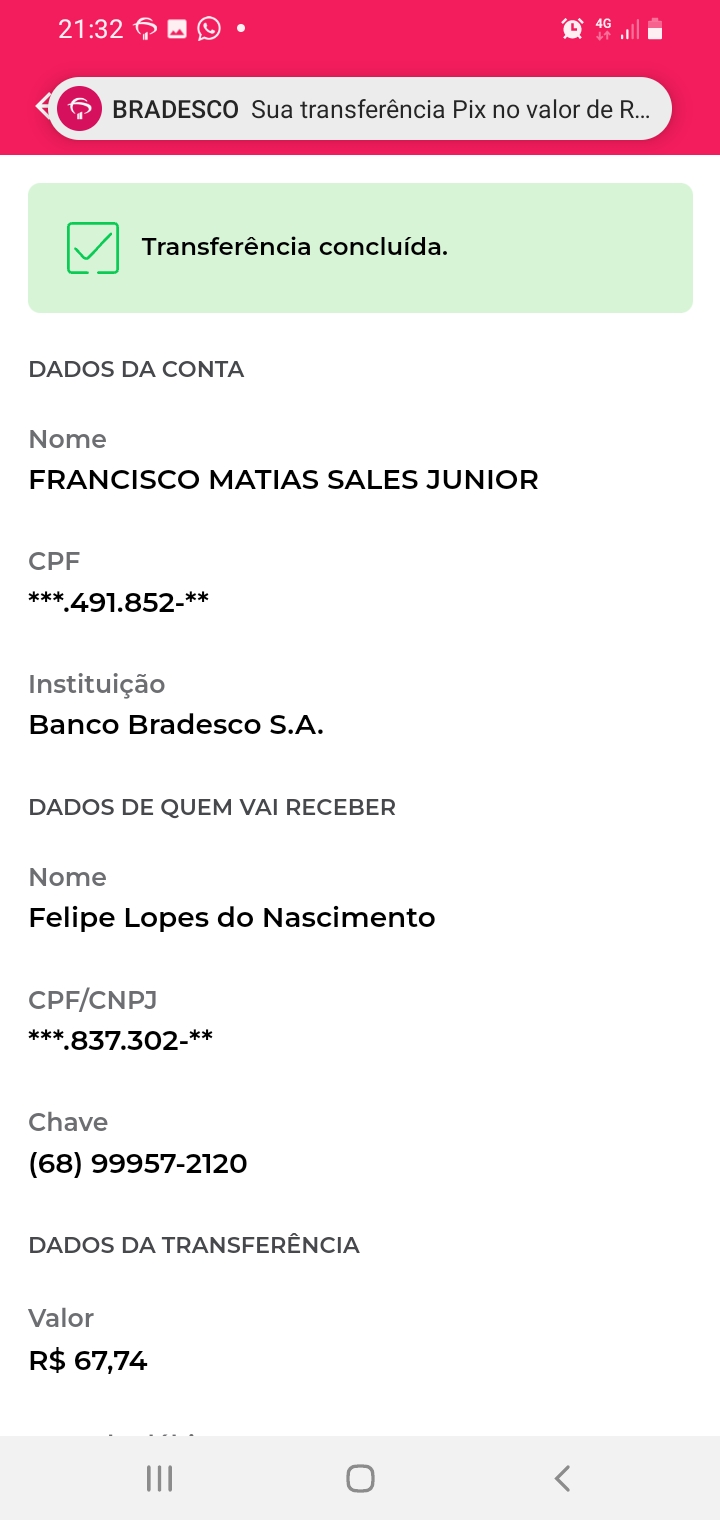 21:32
4G
BRADESCO Sua transferência Pix no valor de R...
Transferência concluída.
DADOS DA CONTA
Nome
FRANCISCO MATIAS SALES JUNIOR
CPF
***.491.852-**
Instituição
Banco Bradesco S.A.
DADOS DE QUEM VAI RECEBER
Nome
Felipe Lopes do Nascimento
CPF/CNPJ
***.837.302-**
Chave
(68) 99957-2120
DADOS DA TRANSFERÊNCIA
Valor
R$ 67,74